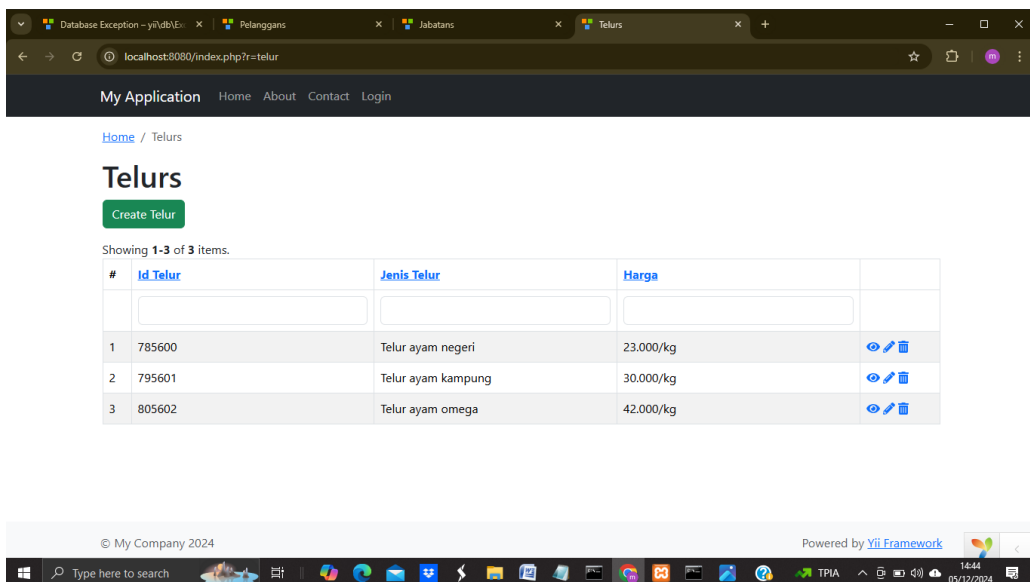 Database Exception – yii\db\Ex
Pelanggans
Jabatans
Telurs
localhost:8080/index.php?r=telur
m
My Application Home About Contact Login
Home / Telurs
Telurs
Create Telur
Showing 1-3 of 3 items.
# Id Telur Jenis Telur Harga
1 785600 Telur ayam negeri 23.000/kg
2 795601 Telur ayam kampung 30.000/kg
3 805602 Telur ayam omega 42.000/kg
© My Company 2024 Powered by Yii Framework
Type here to search TPIA 14:44
05/12/2024